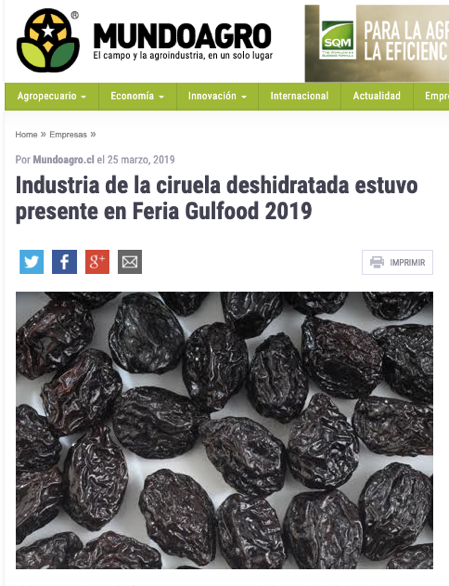 ®
MUNDOAGRO
El campo y la agroindustria, en un solo lugar
SQM
PARA LA AGR
LA EFICIENC
Agropecuario
Economía
Innovación
Internacional
Actualidad
Empre
Home » Empresas »
Por Mundoagro.cl el 25 marzo, 2019
Industria de la ciruela deshidratada estuvo
presente en Feria Gulfood 2019
f
g+
IMPRIMIR